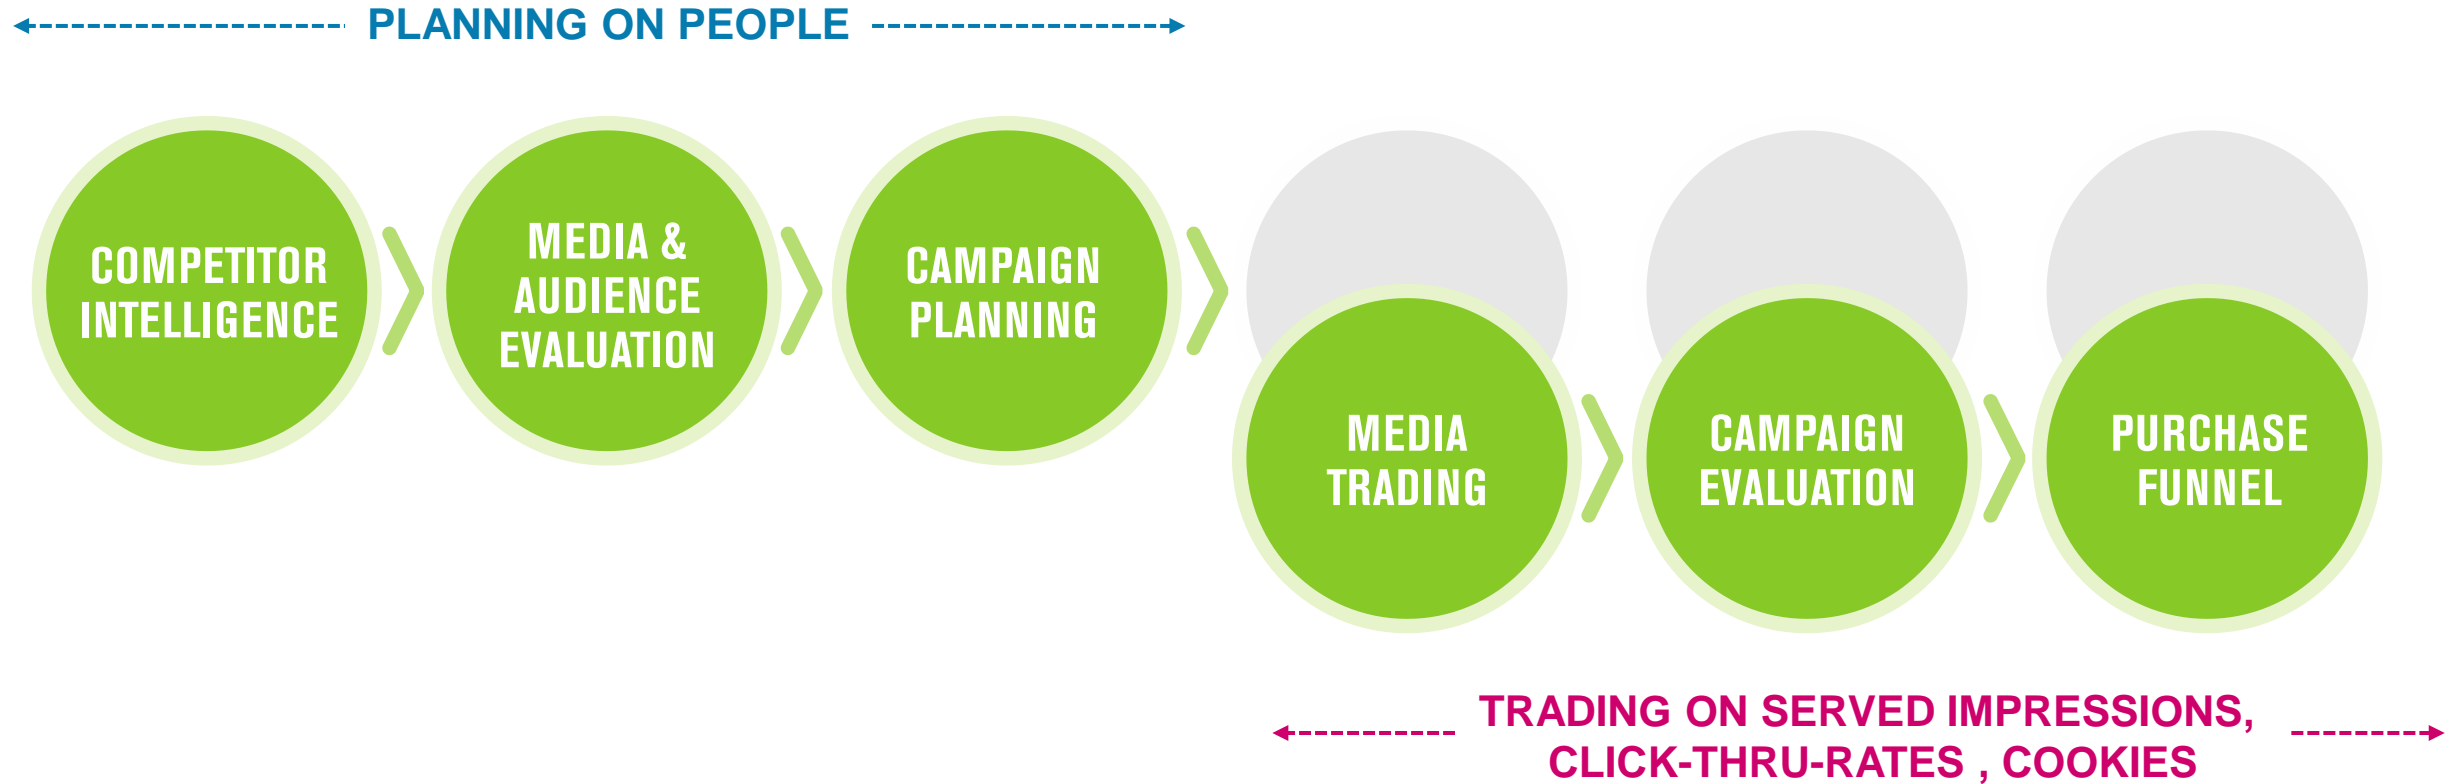 PLANNING ON PEOPLE
COMPETITOR
INTELLIGENCE
MEDIA &
AUDIENCE
EVALUATION
CAMPAIGN
PLANNING
MEDIA
TRADING
CAMPAIGN
EVALUATION
PURCHASE
FUNNEL
TRADING ON SERVED IMPRESSIONS,
CLICK-THRU-RATES , COOKIES